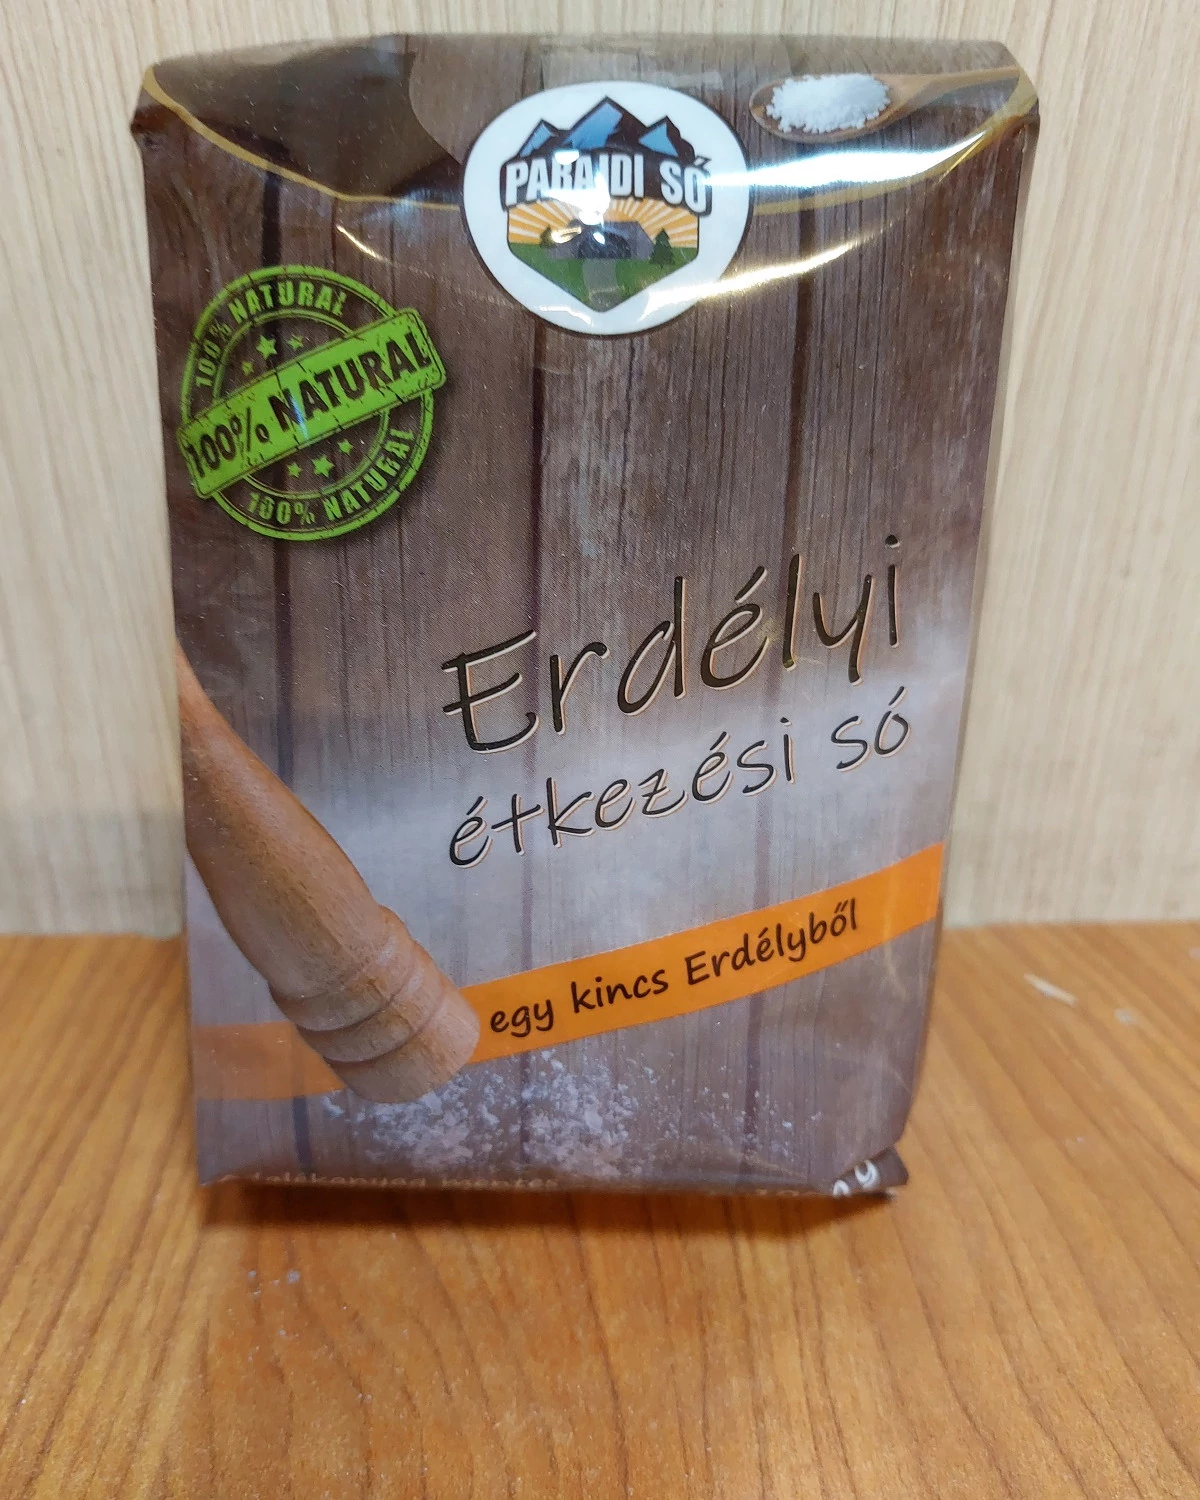 PARAJDI SÓ
100% NATURAL
100% NATURAL
100% NATURAL
Erdélyi
étkezési só
egy kincs Erdélyből